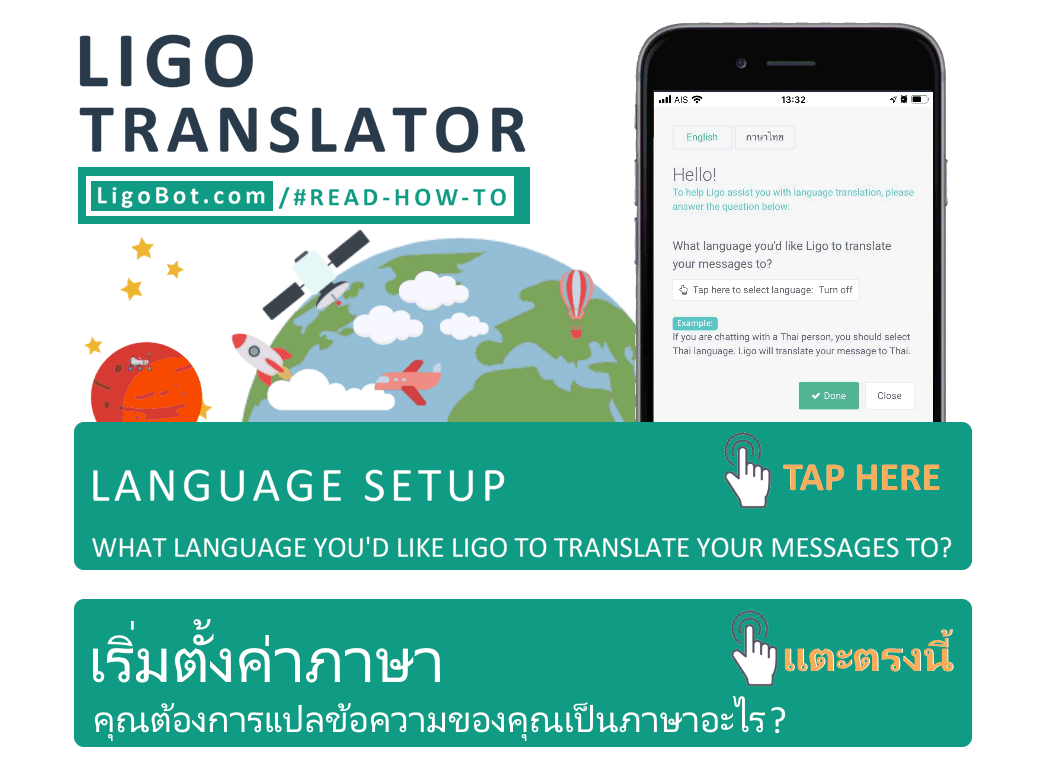 LIGO
TRANSLATOR
LigoBot.com /#READ-HOW-TO
AIS 13:32
English ภาษาไทย
Hello!
To help Ligo assist you with language translation, please
answer the question below:
What language you'd like Ligo to translate
your messages to?
Tap here to select language: Turn off
Example:
If you are chatting with a Thai person, you should select
Thai language. Ligo will translate your message to Thai.
Done Close
LANGUAGE SETUP TAP HERE
WHAT LANGUAGE YOU'D LIKE LIGO TO TRANSLATE YOUR MESSAGES TO?
เริ่มตั้งค่าภาษา แตะตรงนี้
คุณต้องการแปลข้อความของคุณเป็นภาษาอะไร?